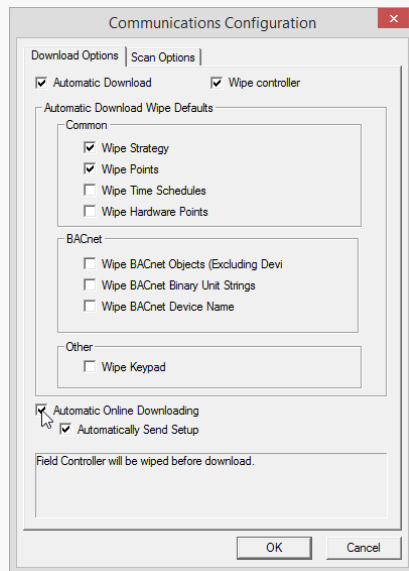 Communications Configuration
Download Options
Scan Options
Automatic Download
Wipe controller
Automatic Download Wipe Defaults
Common
Wipe Strategy
Wipe Points
Wipe Time Schedules
Wipe Hardware Points
BACnet
Wipe BACnet Objects (Excluding Devi
Wipe BACnet Binary Unit Strings
Wipe BACnet Device Name
Other
Wipe Keypad
Automatic Online Downloading
Automatically Send Setup
Field Controller will be wiped before download.
OK
Cancel